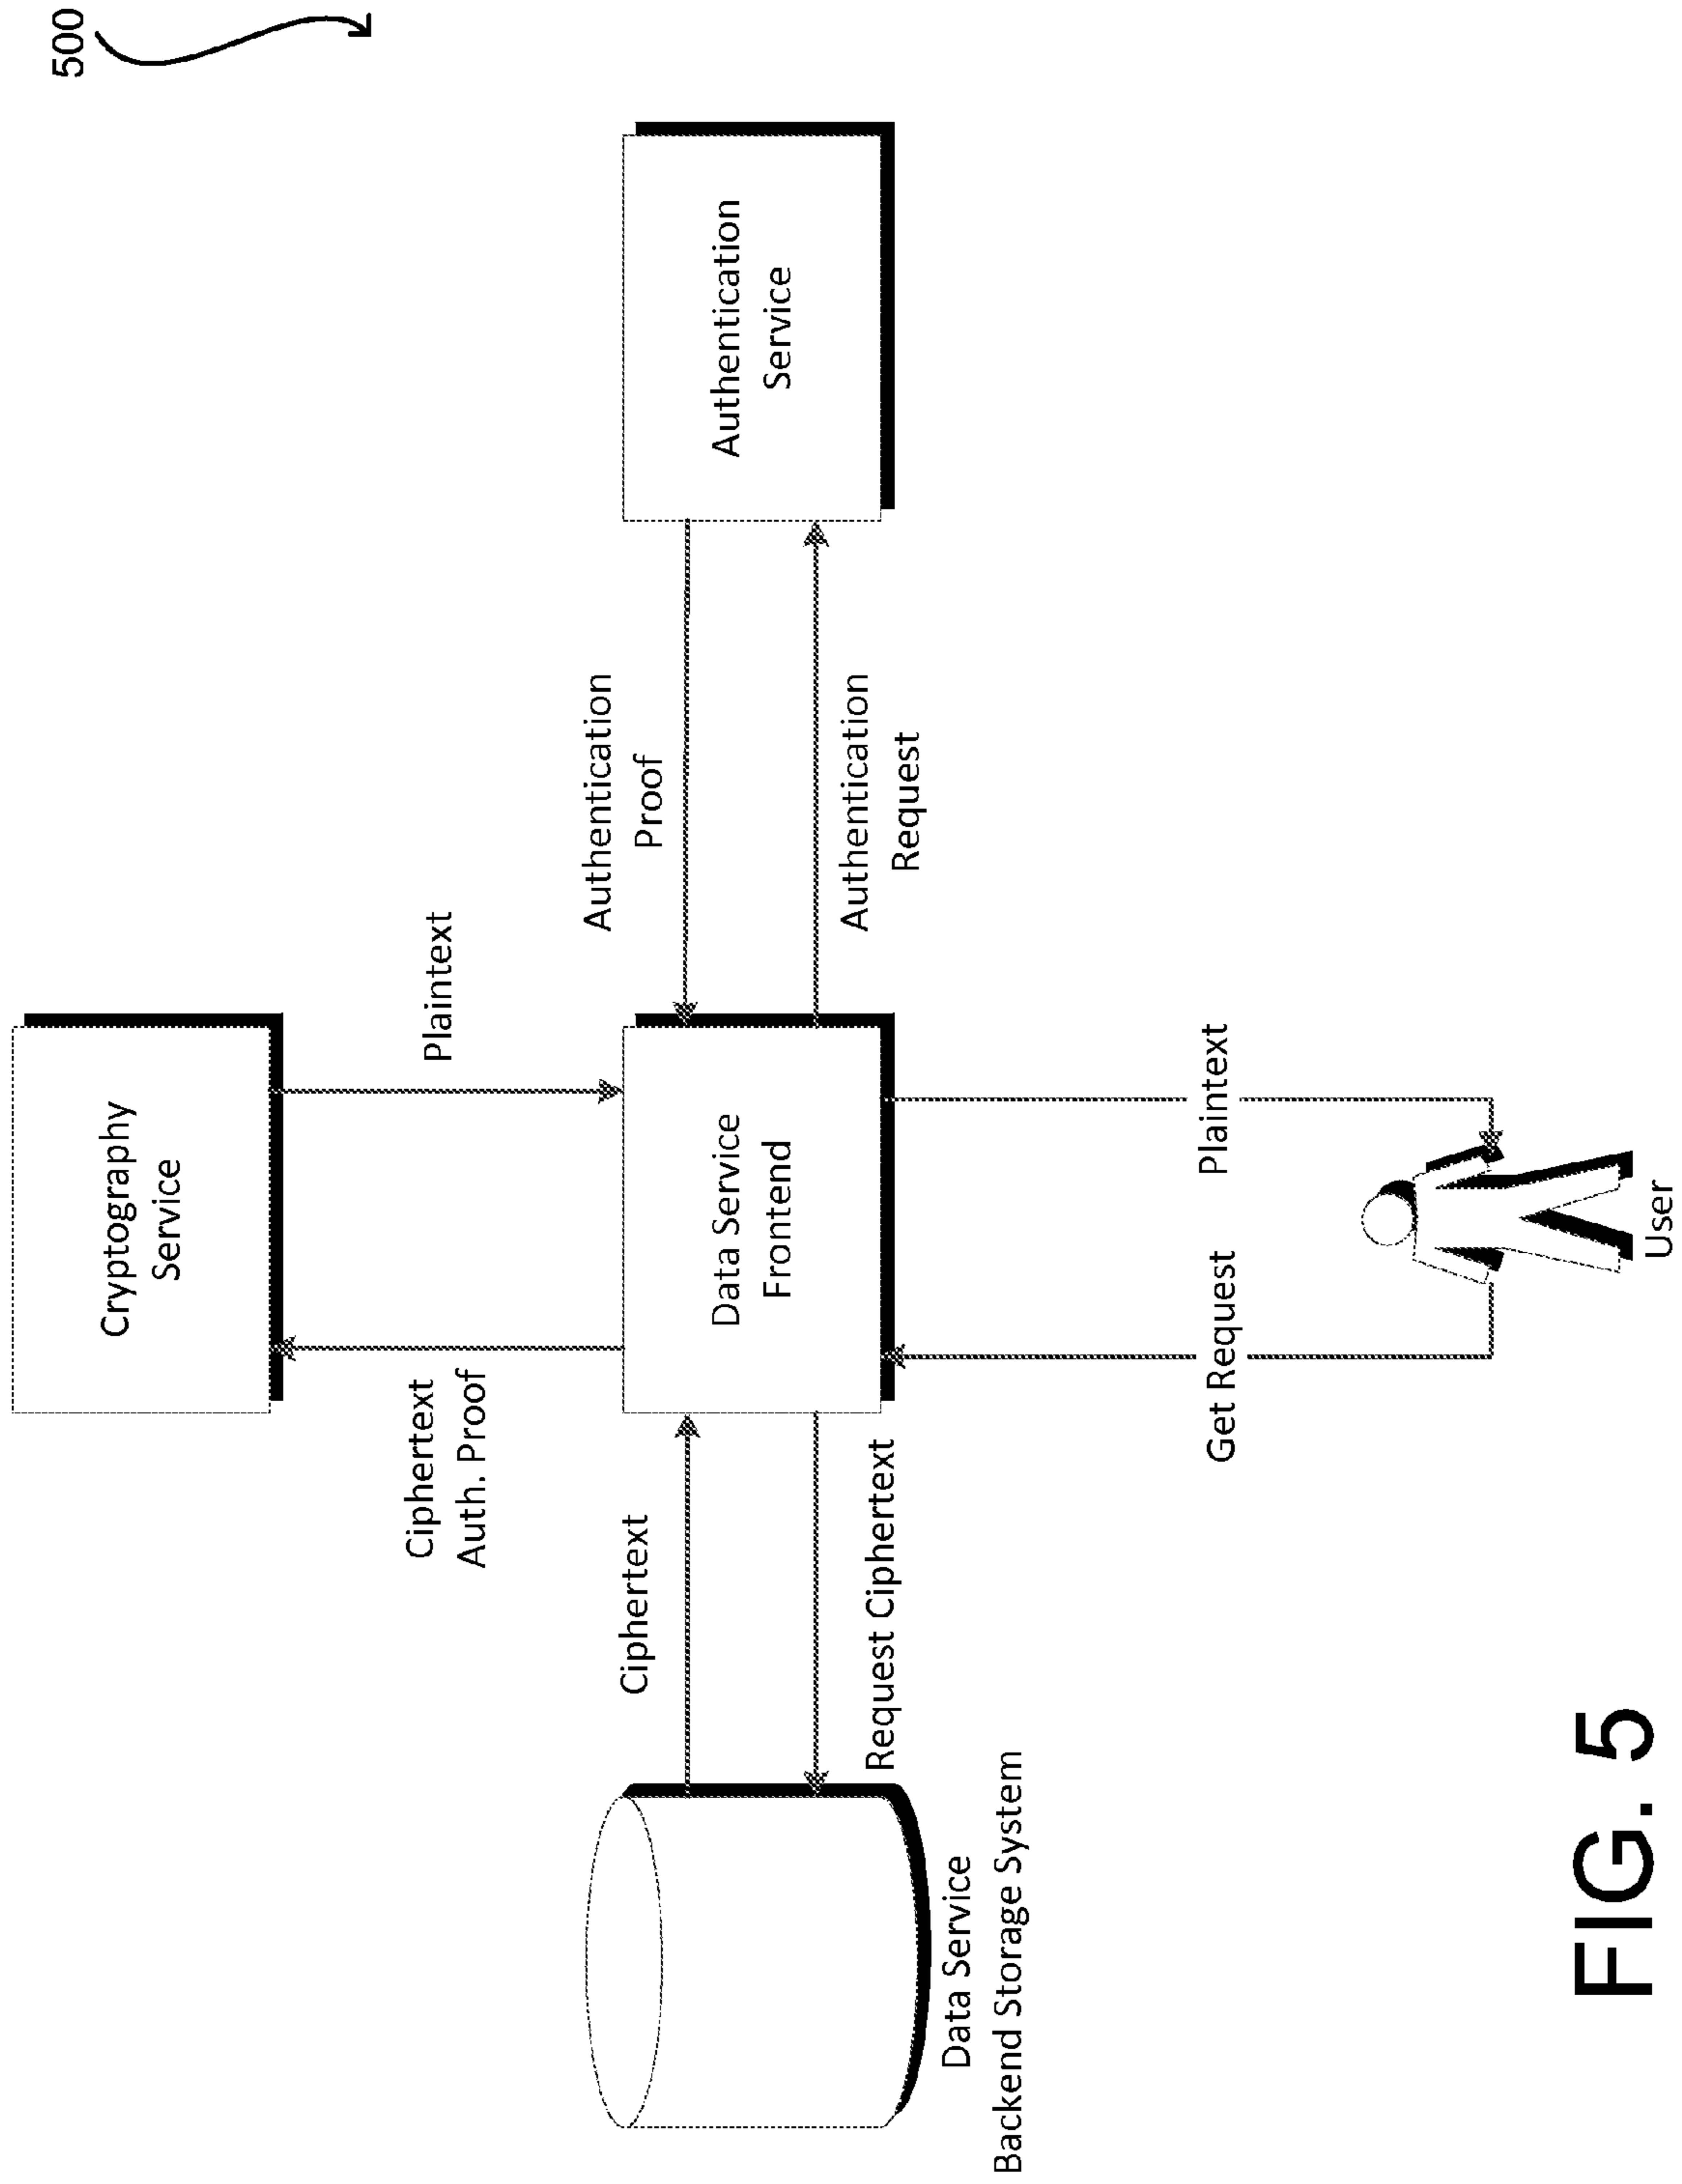 500
Cryptography
Service
Ciphertext
Auth. Proof
Plaintext
Ciphertext
Authentication
Proof
Data Service
Frontend
Authentication
Service
Request Ciphertext
Authentication
Request
Data Service
Backend Storage System
Get Request
Plaintext
User
FIG. 5